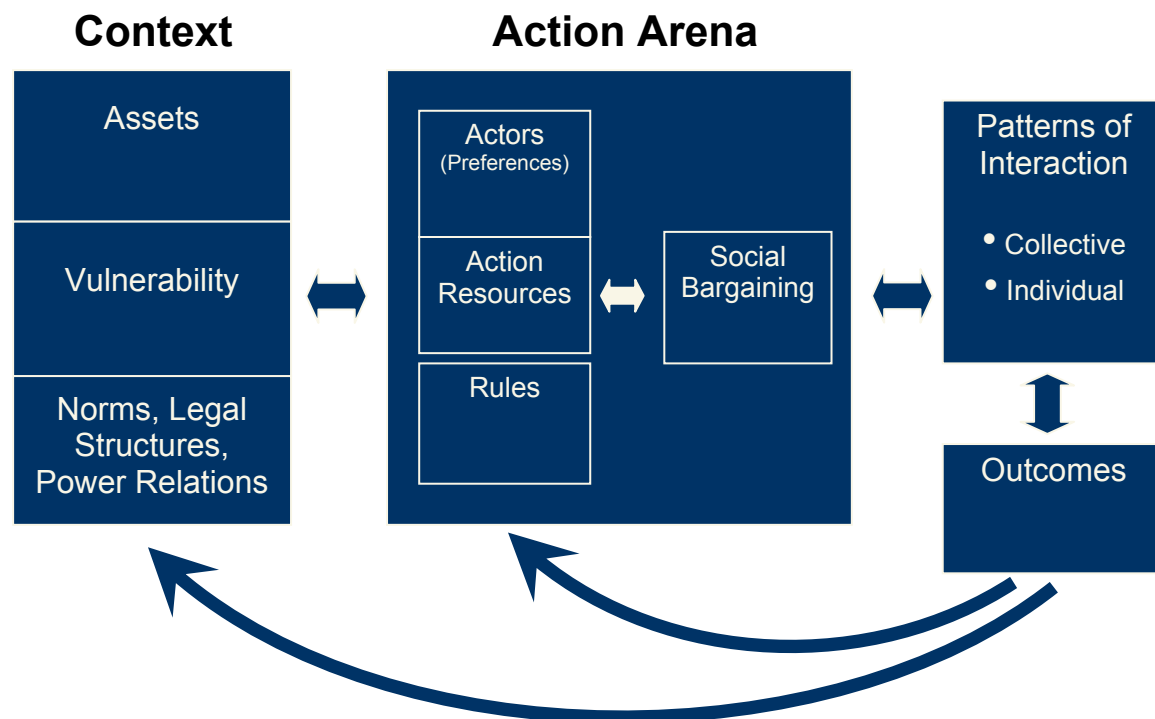 Context
Action Arena
Assets
Vulnerability
Norms, Legal
Structures,
Power Relations
Actors
(Preferences)
Action
Resources
Rules
Social
Bargaining
Patterns of
Interaction
• Collective
• Individual
Outcomes